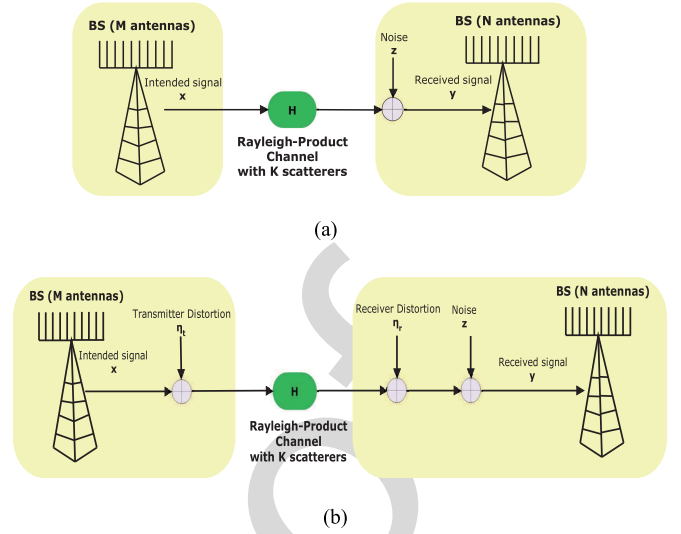 BS (M antennas)
Intended signal
x
H
Rayleigh-Product
Channel
with K scatterers
Noise
z
BS (N antennas)
Received signal
y
(a)
BS (M antennas)
Intended signal
x
Transmitter Distortion
ηt
H
Rayleigh-Product
Channel
with K scatterers
Receiver Distortion
ηr
Noise
z
BS (N antennas)
Received signal
y
(b)